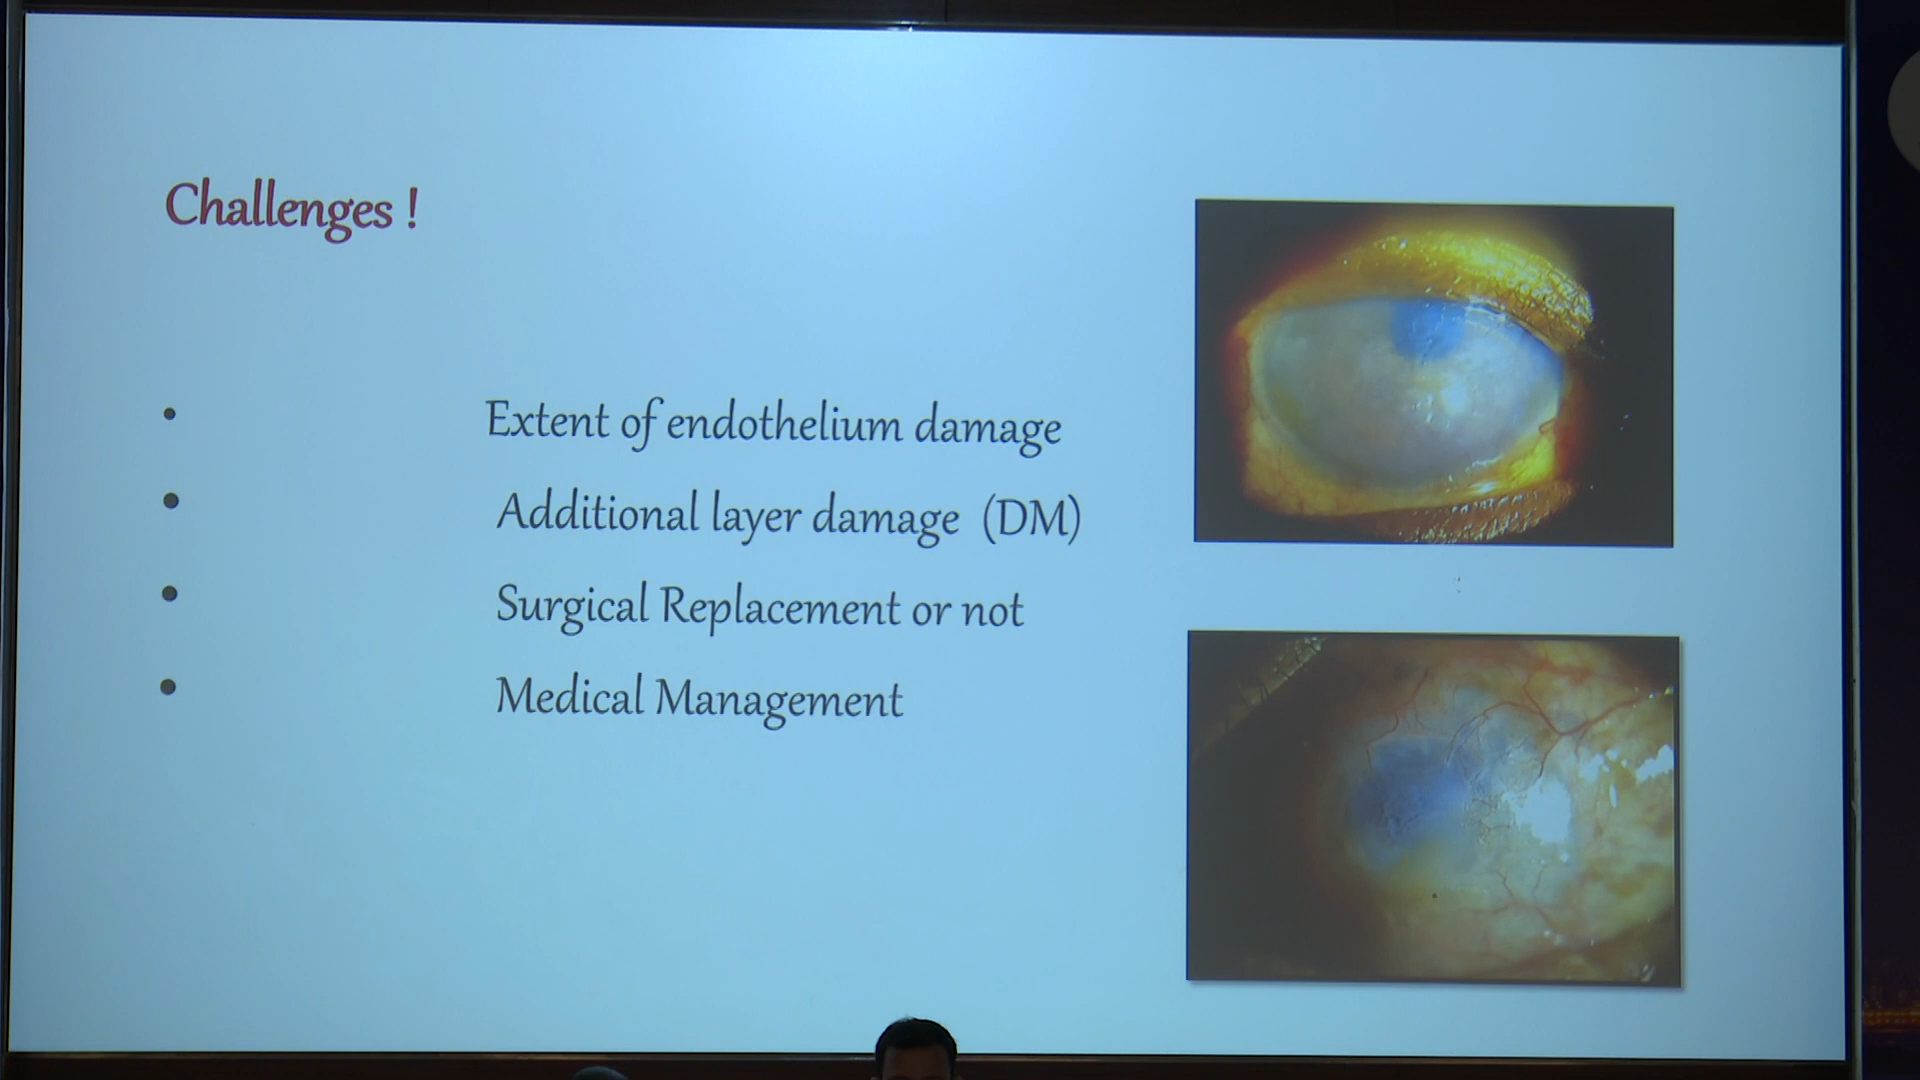 Challenges !
• Extent of endothelium damage
• Additional layer damage (DM)
• Surgical Replacement or not
• Medical Management